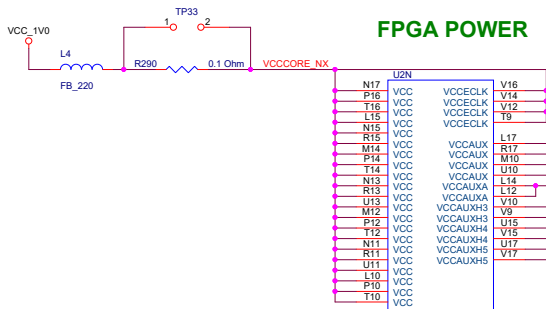 TP33
FPGA POWER
VCC_1V0
1 2
L4
R290 0.1 Ohm VCCCORE_NX
FB_220
U2N
N17 VCC VCCECLK V16
P16 VCC VCCECLK V14
T16 VCC VCCECLK V12
L15 VCC VCCECLK T9
N15 VCC
R15 VCC VCCAUX L17
M14 VCC VCCAUX R17
P14 VCC VCCAUX M10
T14 VCC VCCAUX U10
N13 VCC VCCAUXA L14
R13 VCC VCCAUXA L12
U13 VCC VCCAUXH3 V10
M12 VCC VCCAUXH3 V9
P12 VCC VCCAUXH4 U15
T12 VCC VCCAUXH4 V15
N11 VCC VCCAUXH5 U17
R11 VCC VCCAUXH5 V17
U11 VCC
L10 VCC
P10 VCC
T10 VCC